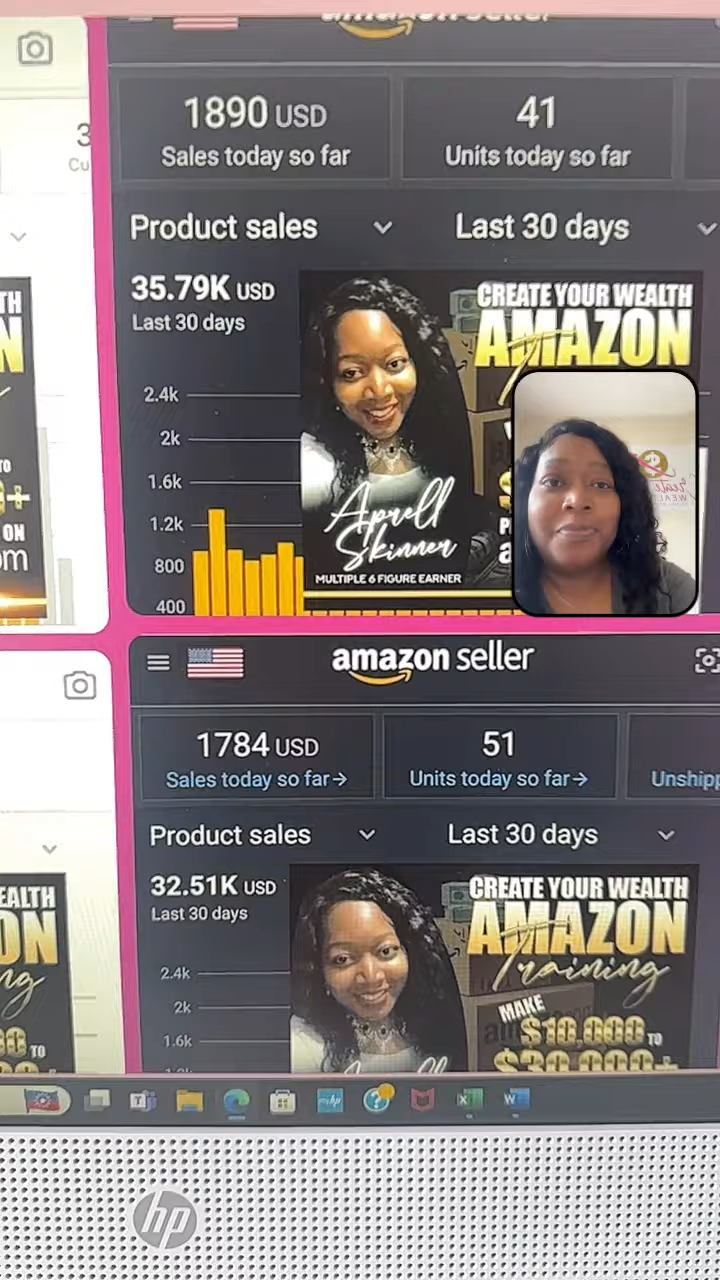 amazon seller
1890 USD
Sales today so far
41
Units today so far
Product sales
Last 30 days
35.79K USD
Last 30 days
2.4k
2k
1.6k
1.2k
800
400
CREATE YOUR WEALTH
AMAZON
Aprell
Skinner
MULTIPLE 6 FIGURE EARNER
amazon seller
1784 USD
Sales today so far→
51
Units today so far→
Product sales
Last 30 days
32.51K USD
Last 30 days
2.4k
2k
1.6k
CREATE YOUR WEALTH
AMAZON
Training
MAKE
$10,000 TO
$30,000+
hp